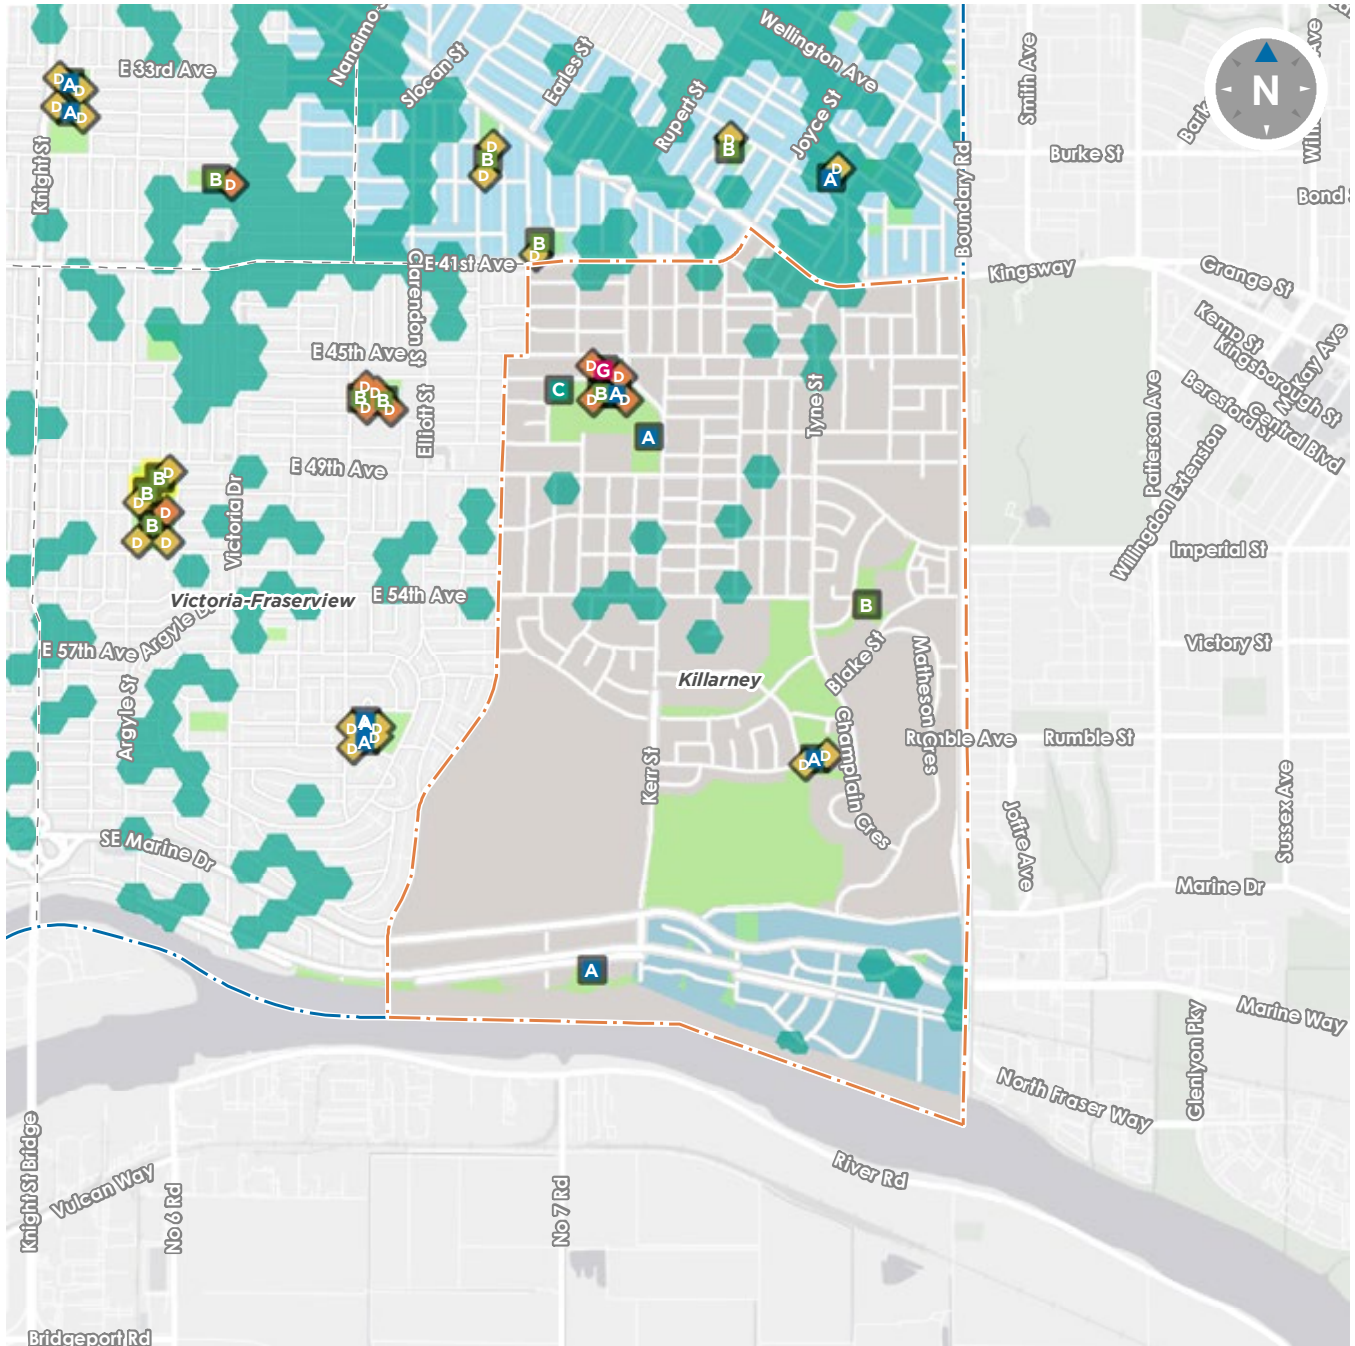 Nanaimo S
Wellington Ave
E 33rd Ave
Slocan St
Earles St
Rupert St
Joyce St
Smith Ave
Bark
Ave
N
Burke St
Bond S
Knight St
D
A
D
D
A
D
B
D
D
B
D
D
B
D
A
Boundary Rd
B
D
E 41st Ave
Clarendon St
Kingsway
Grange St
Kemp St
Kingsborough St
McKay Ave
Beresford St
Central Blvd
Patterson Ave
Willingdon Extension
E 45th Ave
Elliott St
D
D
B
B
D
D
D
G
D
C
B
A
D
D
A
Tyne St
E 49th Ave
Victoria Dr
B
D
B
D
D
B
D
D
Imperial St
E 54th Ave
Victoria-Fraserview
B
Argyle D
E 57th Ave
Victory St
Killarney
Blake St
Matheson Cres
Argyle St
A
D
D
D
A
D
Rumble Ave
Rumble St
Champlain Cres
D
A
D
Kerr St
Joffre Ave
Sussex Ave
SE Marine Dr
Marine Dr
A
Marine Way
Glenlyon Pky
North Fraser Way
River Rd
Knight St Bridge
Vulcan Way
No 6 Rd
No 7 Rd
Bridgeport Rd